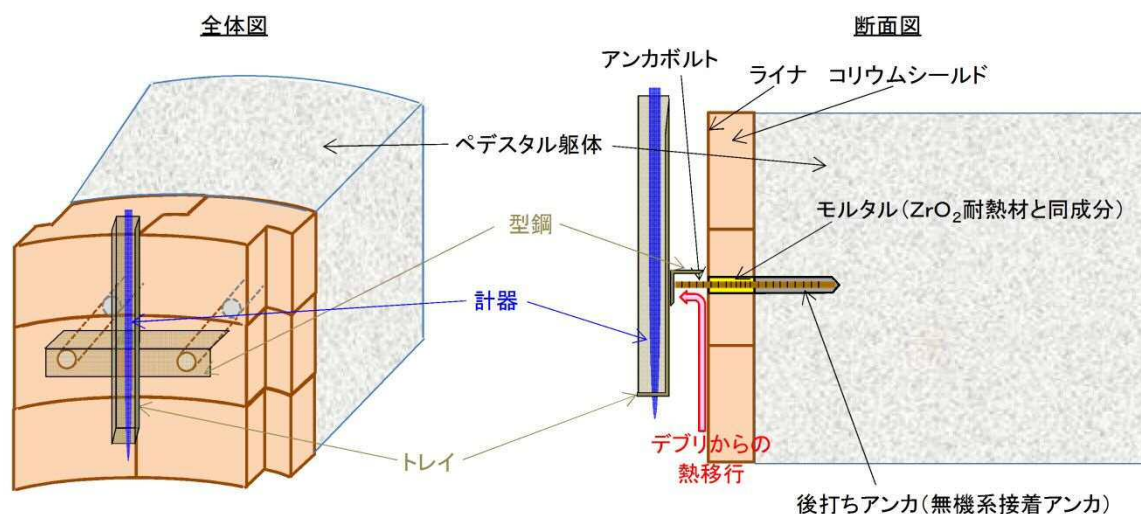 全体図
断面図
アンカボルト
ライナ
コリウムシールド
ペデスタル躯体
モルタル(ZrO2耐熱材と同成分)
型鋼
計器
トレイ
デブリからの
熱移行
後打ちアンカ(無機系接着アンカ)